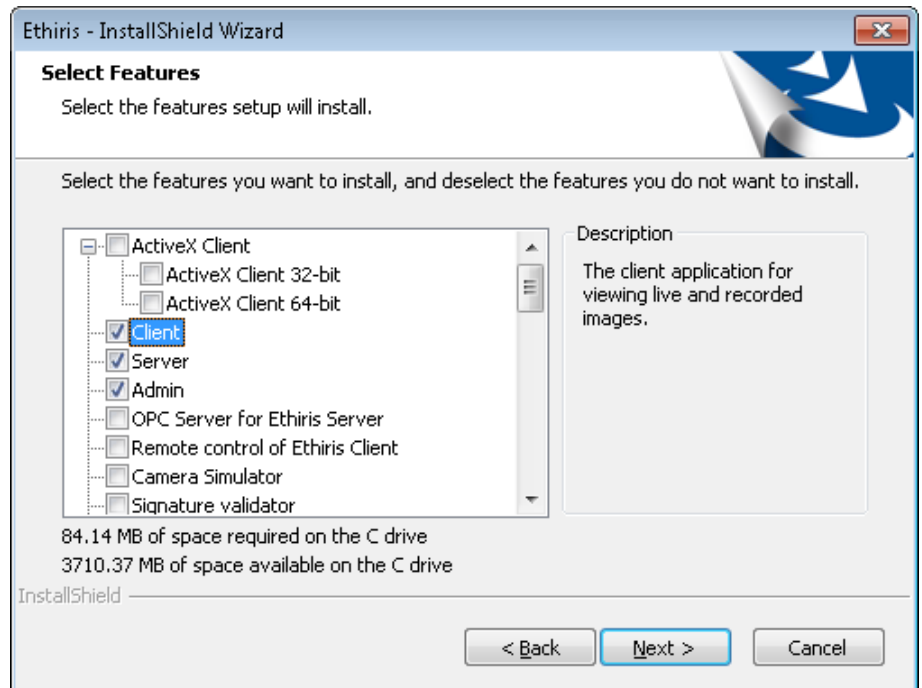 Ethiris - InstallShield Wizard
Select Features
Select the features setup will install.
Select the features you want to install, and deselect the features you do not want to install.
ActiveX Client
ActiveX Client 32-bit
ActiveX Client 64-bit
Client
Server
Admin
OPC Server for Ethiris Server
Remote control of Ethiris Client
Camera Simulator
Signature validator
Description
The client application for
viewing live and recorded
images.
84.14 MB of space required on the C drive
3710.37 MB of space available on the C drive
InstallShield
< Back
Next >
Cancel